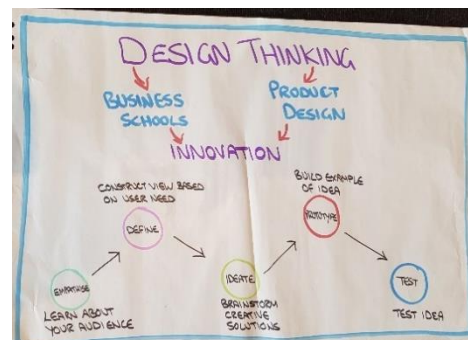 DESIGN THINKING
BUSINESS
SCHOOLS
PRODUCT
DESIGN
INNOVATION
CONSTRUCT VIEW BASED
ON USER NEED
DEFINE
BUILD EXAMPLE
OF IDEA
PROTOTYPE
EMPATHISE
LEARN ABOUT
YOUR AUDIENCE
IDEATE
BRAINSTORM
CREATIVE
SOLUTIONS
TEST
TEST IDEA